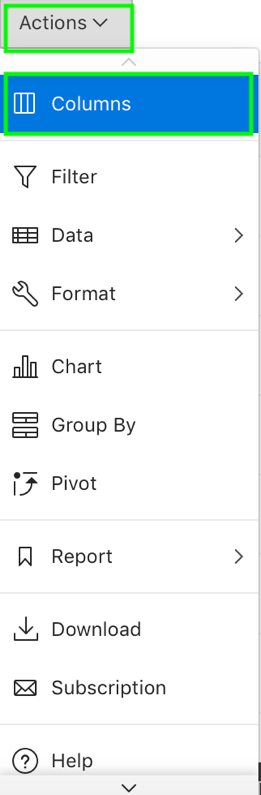 Actions
Columns
Filter
Data
Format
Chart
Group By
Pivot
Report
Download
Subscription
Help